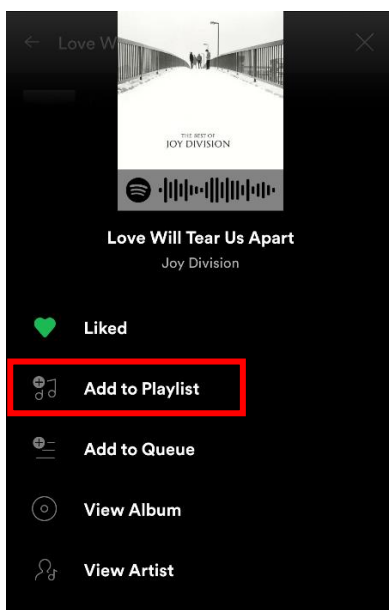 Love W
THE BEST OF
JOY DIVISION
Love Will Tear Us Apart
Joy Division
Liked
Add to Playlist
Add to Queue
View Album
View Artist